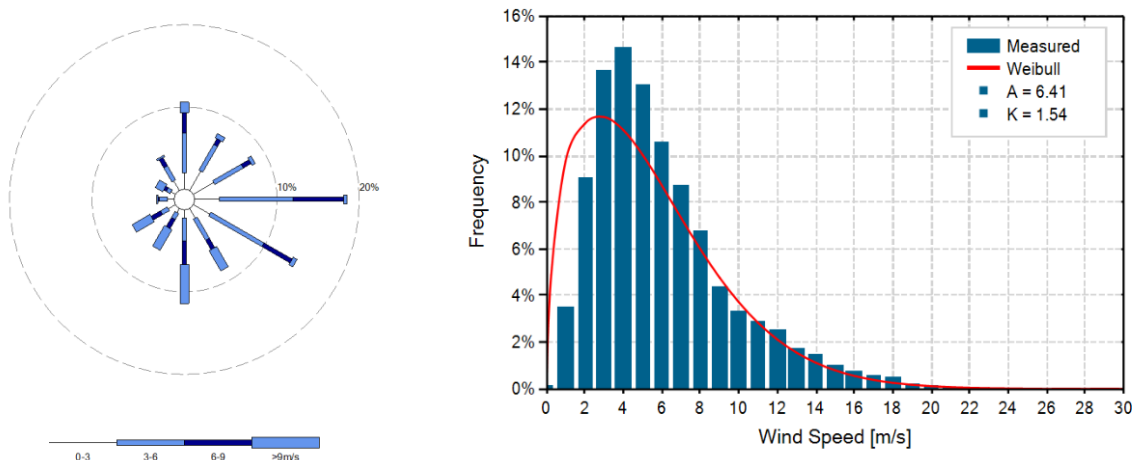 10%
20%
0-3
3-6
6-9
>9m/s
16%
14%
12%
10%
8%
6%
4%
2%
0%
Frequency
Measured
Weibull
A = 6.41
K = 1.54
0 2 4 6 8 10 12 14 16 18 20 22 24 26 28 30
Wind Speed [m/s]